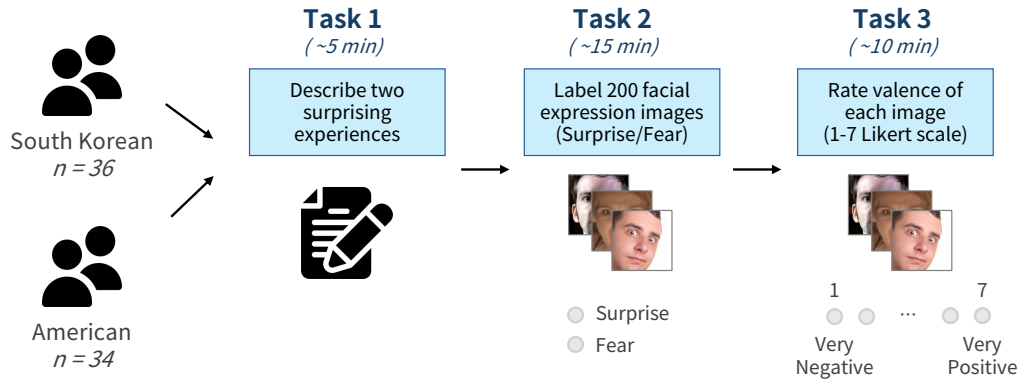 South Korean
n = 36
American
n = 34
Task 1
( ~5 min)
Describe two
surprising
experiences
Task 2
( ~15 min)
Label 200 facial
expression images
(Surprise/Fear)
Surprise
Fear
Task 3
( ~10 min)
Rate valence of
each image
(1-7 Likert scale)
1 7
...
Very Very
Negative Positive